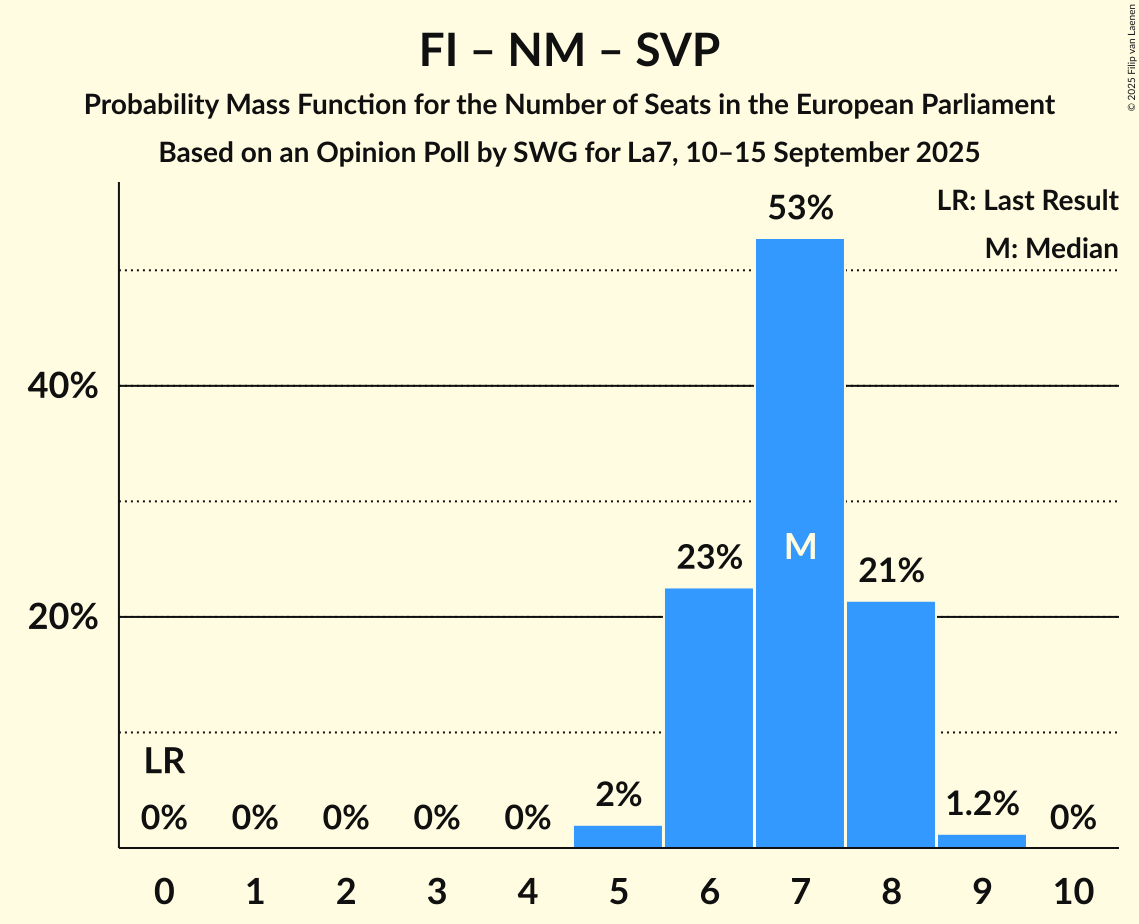 FI – NM – SVP
Probability Mass Function for the Number of Seats in the European Parliament
Based on an Opinion Poll by SWG for La7, 10–15 September 2025
© 2025 Filip van Laenen
LR: Last Result
M: Median
53%
40%
M
23%
21%
20%
LR
2%
1.2%
0% 0% 0% 0% 0% 0%
0 1 2 3 4 5 6 7 8 9 10